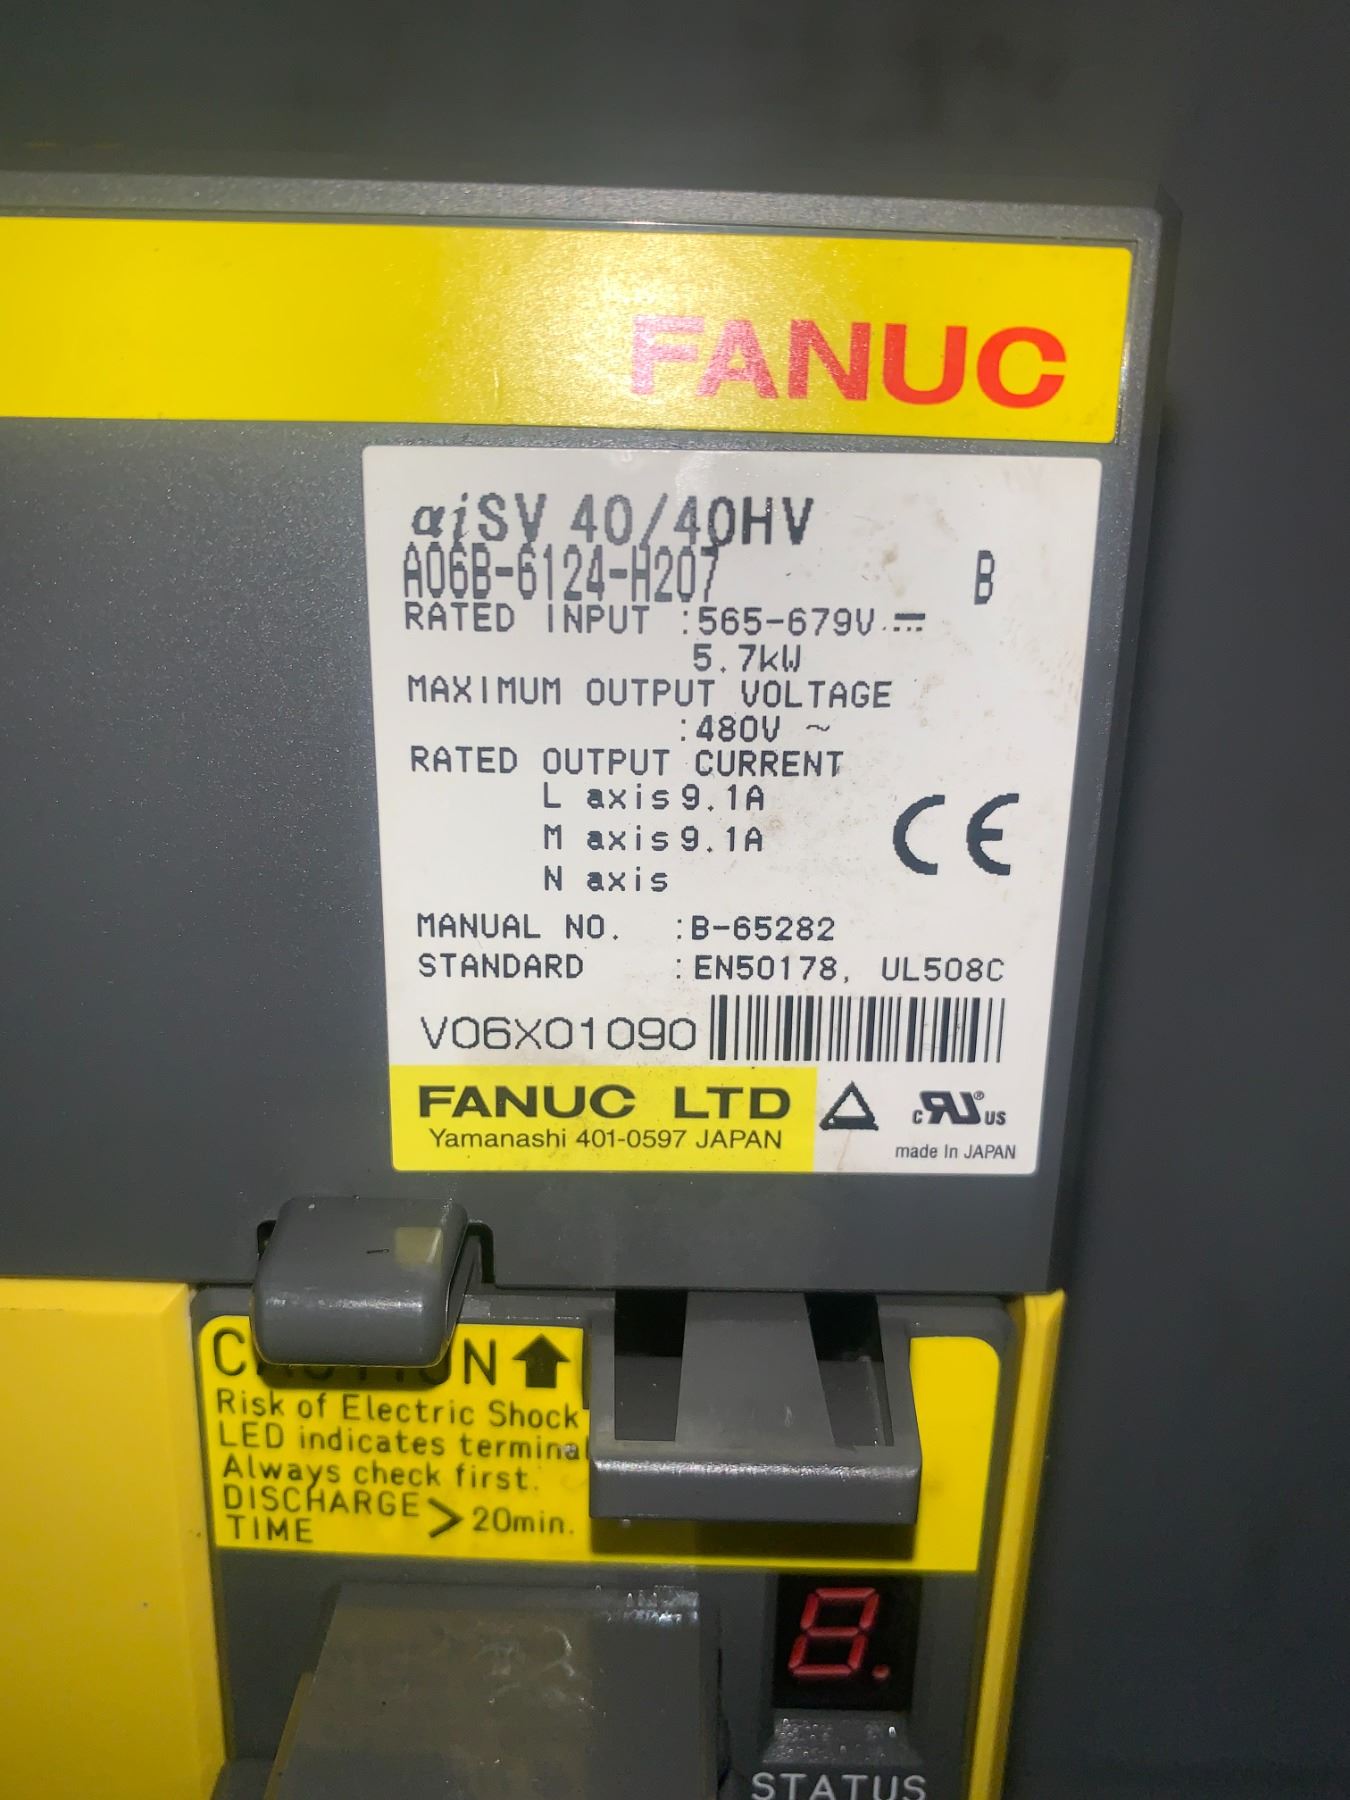 FANUC
αiSV 40/40HV
A06B-6124-H207 B
RATED INPUT :565-679V
5.7kW
MAXIMUM OUTPUT VOLTAGE
:480V ~
RATED OUTPUT CURRENT
L axis 9.1A
M axis 9.1A
N axis
CE
MANUAL NO. :B-65282
STANDARD :EN50178, UL508C
V06X01090
FANUC LTD
Yamanashi 401-0597 JAPAN
c RU® US
made In JAPAN
Risk of Electric Shock
LED indicates
Always check first.
DISCHARGE > 20min.
TIME
8.
STATUS